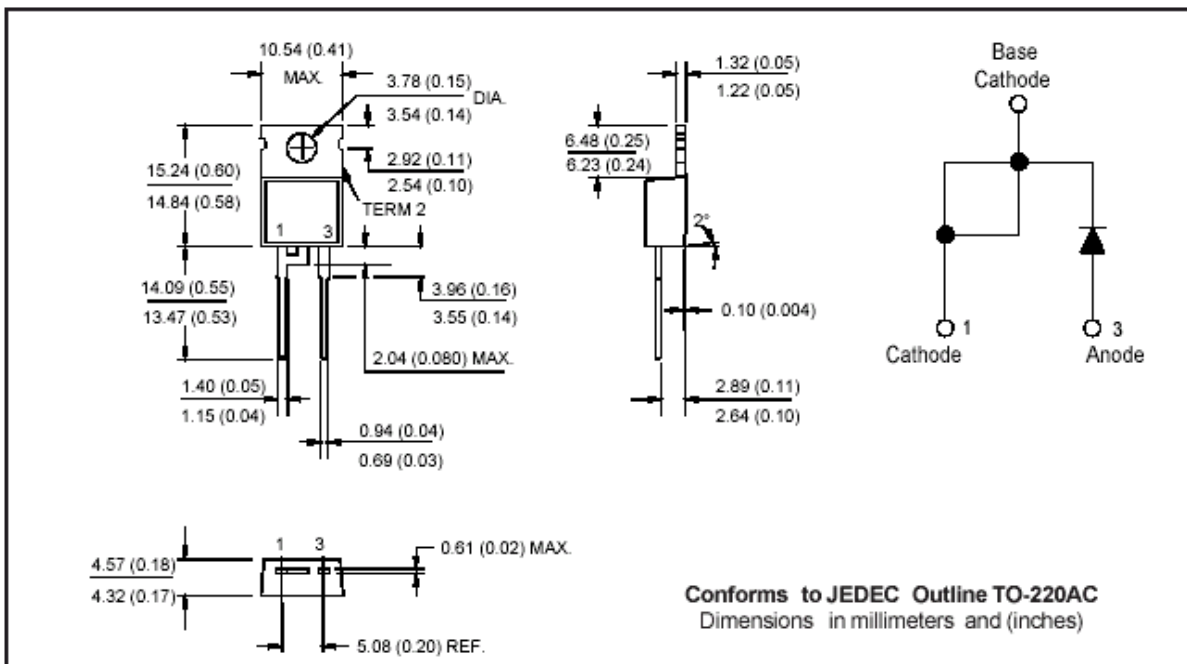 10.54 (0.41)
MAX.
3.78 (0.15)
3.54 (0.14)
DIA.
15.24 (0.60)
14.84 (0.58)
2.92 (0.11)
2.54 (0.10)
TERM 2
1 3
14.09 (0.55)
13.47 (0.53)
3.96 (0.16)
3.55 (0.14)
2.04 (0.080) MAX.
1.40 (0.05)
1.15 (0.04)
0.94 (0.04)
0.69 (0.03)
1.32 (0.05)
1.22 (0.05)
6.48 (0.25)
6.23 (0.24)
2°
0.10 (0.004)
2.89 (0.11)
2.64 (0.10)
Base
Cathode
1
Cathode
3
Anode
1 3
4.57 (0.18)
4.32 (0.17)
0.61 (0.02) MAX.
5.08 (0.20) REF.
Conforms to JEDEC Outline TO-220AC
Dimensions in millimeters and (inches)